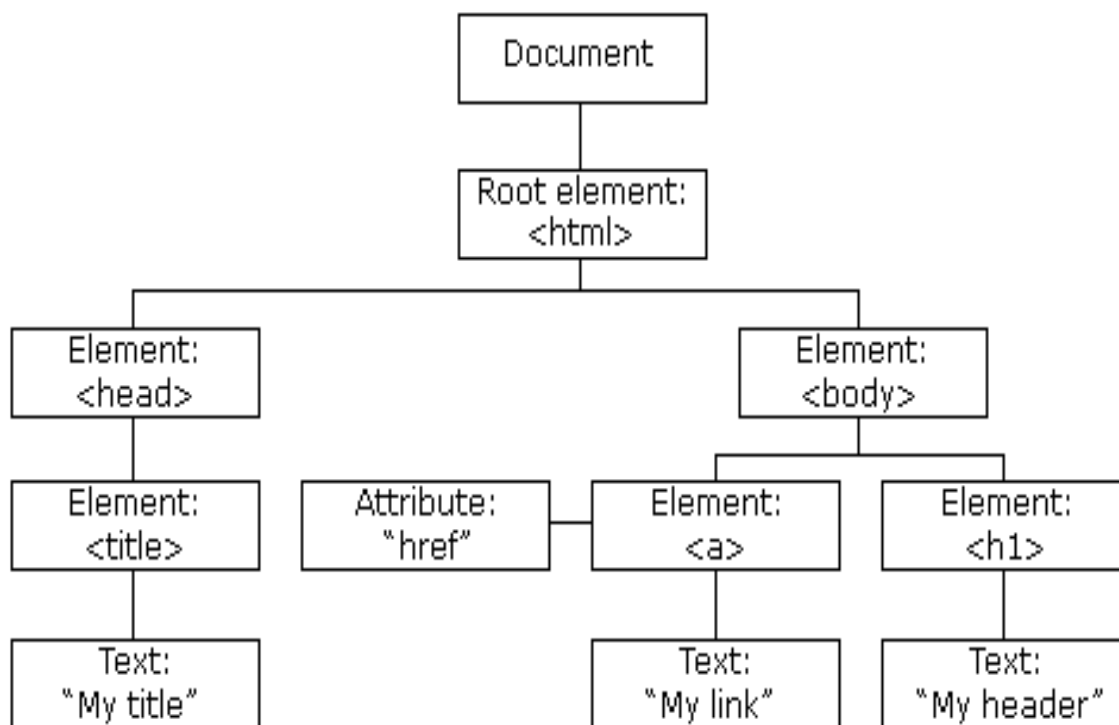 Document
Root element:
<html>
Element:
<head>
Element:
<body>
Element:
<title>
Attribute:
“href”
Element:
<a>
Element:
<h1>
Text:
“My title”
Text:
“My link”
Text:
“My header”